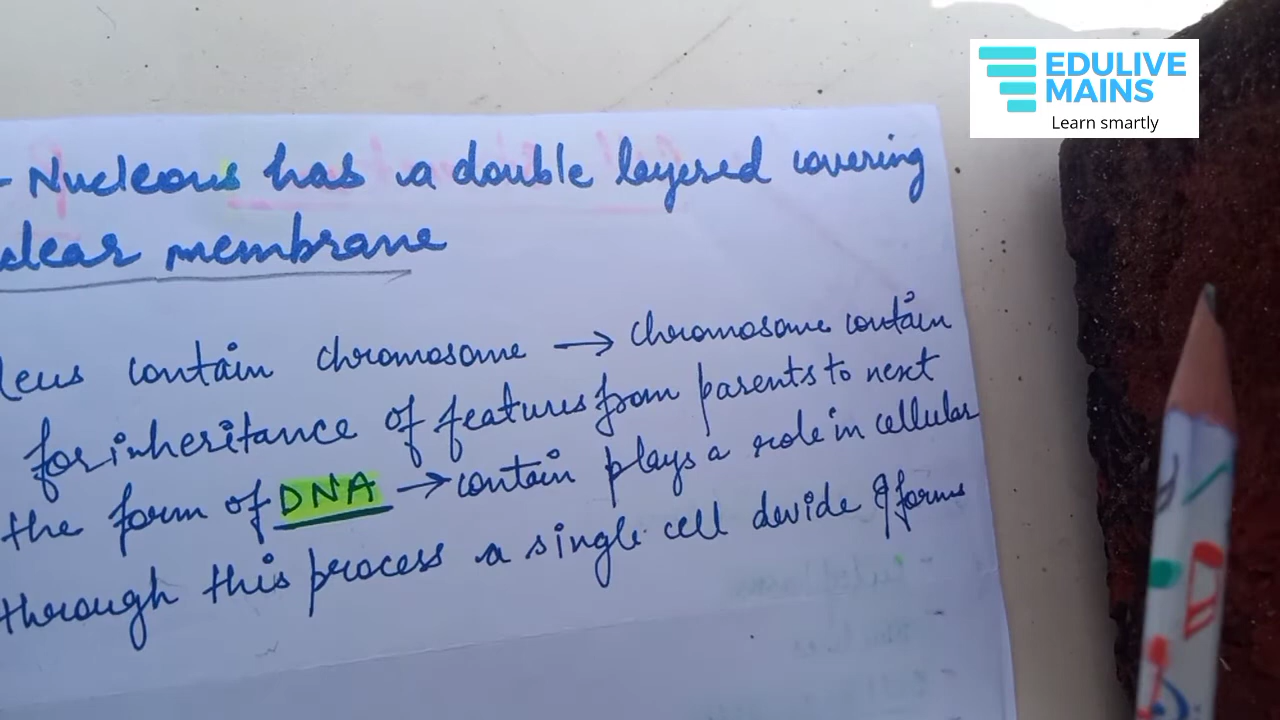 EDULIVE
MAINS
Learn smartly
- Nucleous has a double layered covering
clear membrane
leus contain chromosome → chromosome contain
for inheritance of features from parents to next
the form of DNA → contain plays a role in cellular
through this process a single cell devide & forms